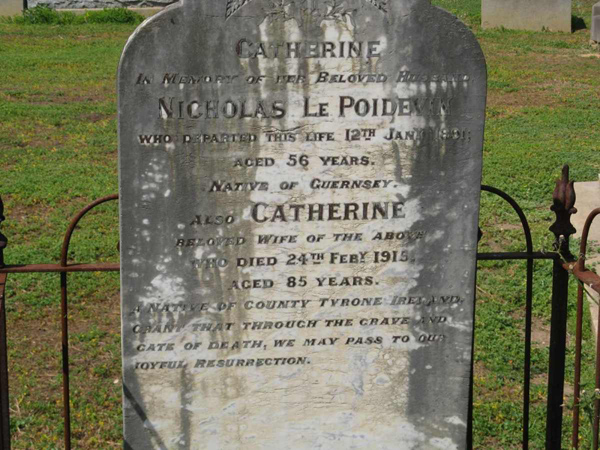 CATHERINE
IN MEMORY OF HER BELOVED HUSBAND
NICHOLAS LE POIDEVIN
WHO DEPARTED THIS LIFE 12TH JANY 1891
AGED 56 YEARS.
NATIVE OF GUERNSEY.
ALSO CATHERINE
BELOVED WIFE OF THE ABOVE
WHO DIED 24TH FEBY 1915.
AGED 85 YEARS.
A NATIVE OF COUNTY TYRONE IRELAND,
GRANT THAT THROUGH THE GRAVE AND
GATE OF DEATH, WE MAY PASS TO OUR
JOYFUL RESURRECTION.